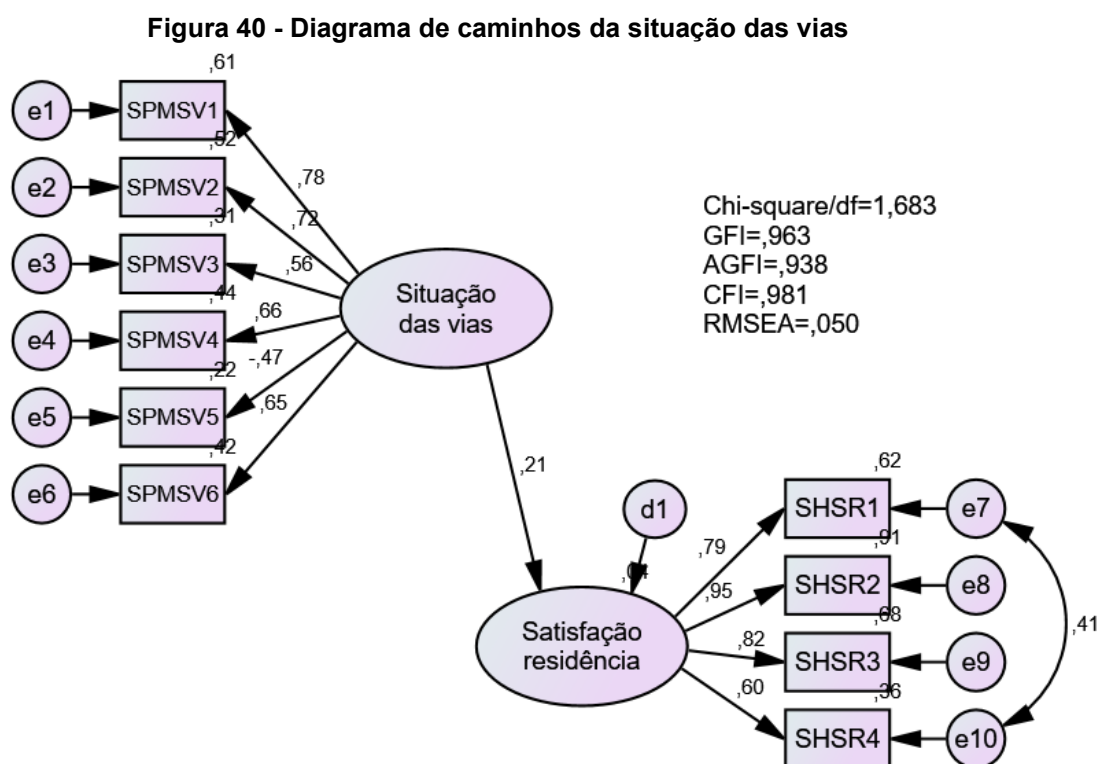 Figura 40 - Diagrama de caminhos da situação das vias
,61
e1
SPMSV1
,52
e2
SPMSV2
,31
e3
SPMSV3
,44
e4
SPMSV4
,22
e5
SPMSV5
,42
e6
SPMSV6
,78
,72
,56
,66
-,47
,65
Situação
das vias
Chi-square/df=1,683
GFI=,963
AGFI=,938
CFI=,981
RMSEA=,050
,21
d1
,04
Satisfação
residência
,79
,95
,82
,60
,62
SHSR1
e7
,91
SHSR2
e8
,68
SHSR3
e9
,36
SHSR4
e10
,41